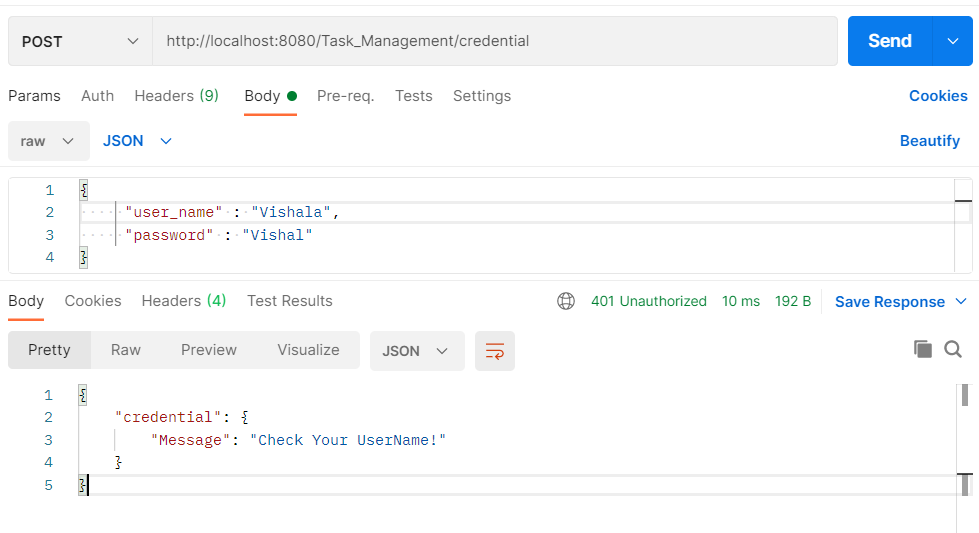 POST http://localhost:8080/Task_Management/credential Send
Params Auth Headers (9) Body Pre-req. Tests Settings Cookies
raw JSON Beautify
1 {
2 "user_name" : "Vishala",
3 "password" : "Vishal"
4 }
Body Cookies Headers (4) Test Results 401 Unauthorized 10 ms 192 B Save Response
Pretty Raw Preview Visualize JSON
1 {
2 "credential": {
3 "Message": "Check Your UserName!"
4 }
5 }